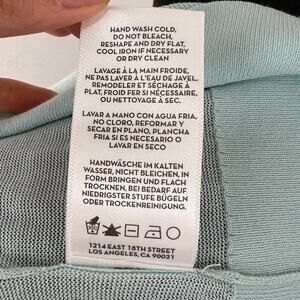 HAND WASH COLD,
DO NOT BLEACH,
RESHAPE AND DRY FLAT,
COOL IRON IF NECESSARY
OR DRY CLEAN
LAVAGE À LA MAIN FROIDE,
NE PAS LAVER À L'EAU DE JAVEL.
REMODELER ET SÉCHAGE À
PLAT, FROID FER SI NÉCESSAIRE,
OU NETTOYAGE À SEC.
LAVAR A MANO CON AGUA FRIA.
NO CLORO, REFORMAR Y
SECAR EN PLANO, PLANCHA
FRIA SI ES NECESARIO O
LAVAR EN SECO
HANDWÄSCHE IM KALTEN
WASSER, NICHT BLEICHEN, IN
FORM BRINGEN UND FLACH
TROCKNEN, BEI BEDARF AUF
NIEDRIGSTER STUFE BÜGELN
ODER TROCKENREINIGUNG.
1214 EAST 18TH STREET
LOS ANGELES, CA 90021